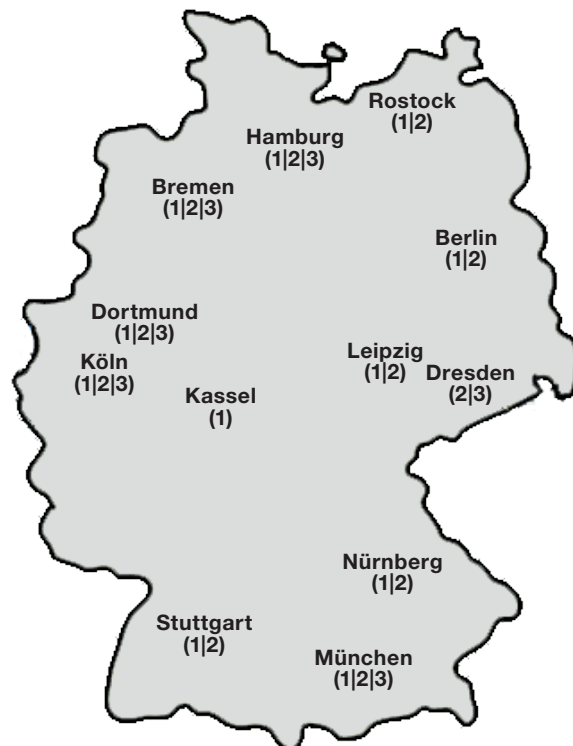 Rostock
(1|2)
Hamburg
(1|2|3)
Bremen
(1|2|3)
Berlin
(1|2)
Dortmund
(1|2|3)
Köln
(1|2|3)
Leipzig
(1|2)
Dresden
(2|3)
Kassel
(1)
Nürnberg
(1|2)
Stuttgart
(1|2)
München
(1|2|3)